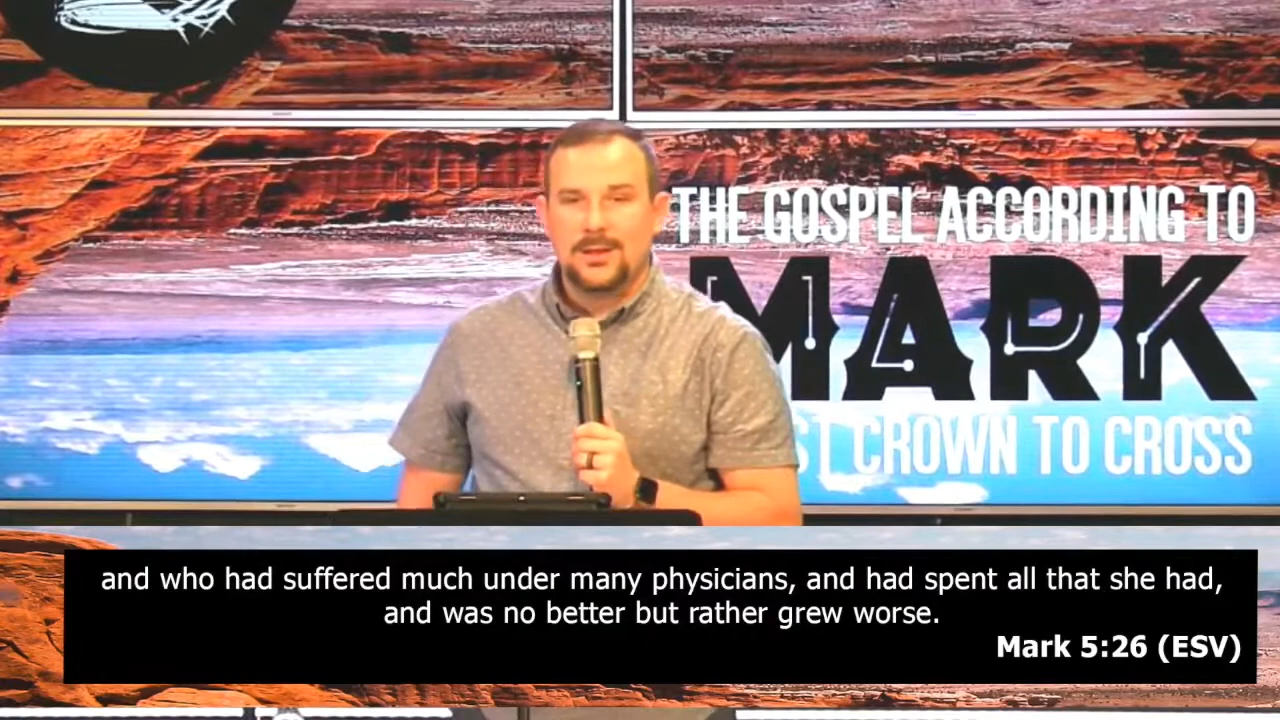 THE GOSPEL ACCORDING TO
MARK
CROWN TO CROSS
and who had suffered much under many physicians, and had spent all that she had,
and was no better but rather grew worse.
Mark 5:26 (ESV)